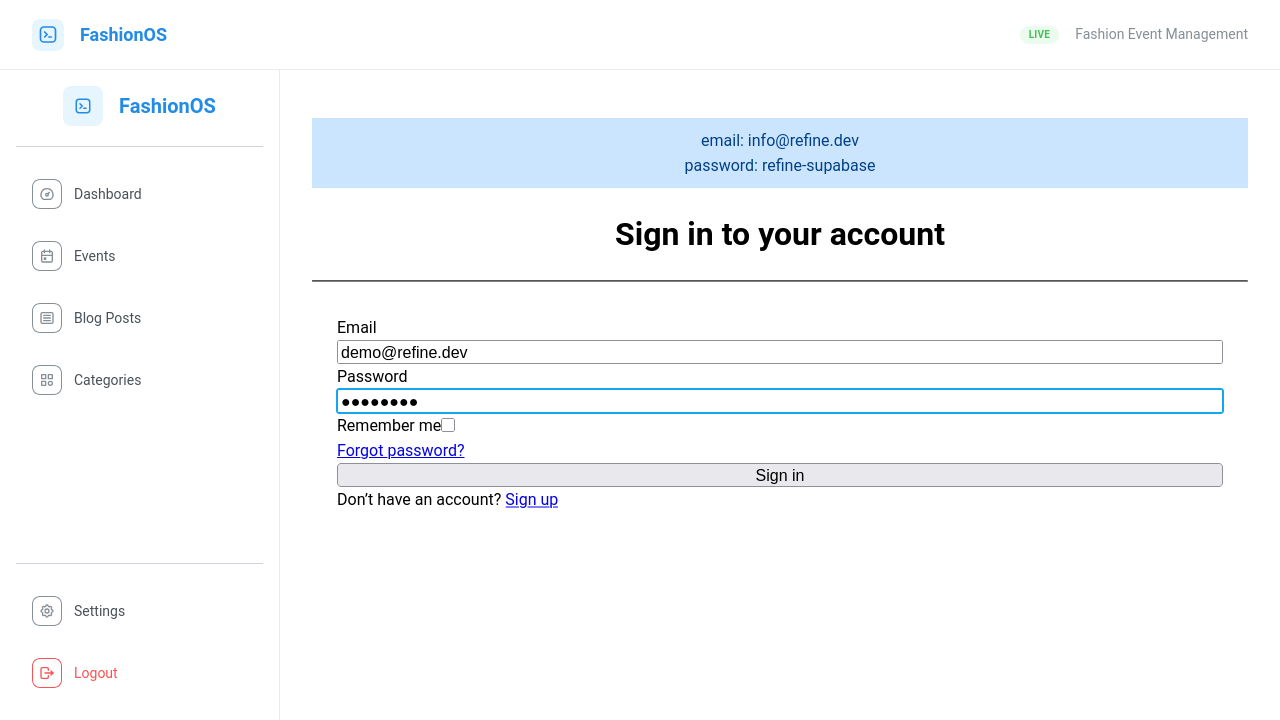 FashionOS
LIVE
Fashion Event Management
FashionOS
Dashboard
Events
Blog Posts
Categories
Settings
Logout
email: info@refine.dev
password: refine-supabase
Sign in to your account
Email
demo@refine.dev
Password
●●●●●●●●
Remember me
Forgot password?
Sign in
Don’t have an account? Sign up